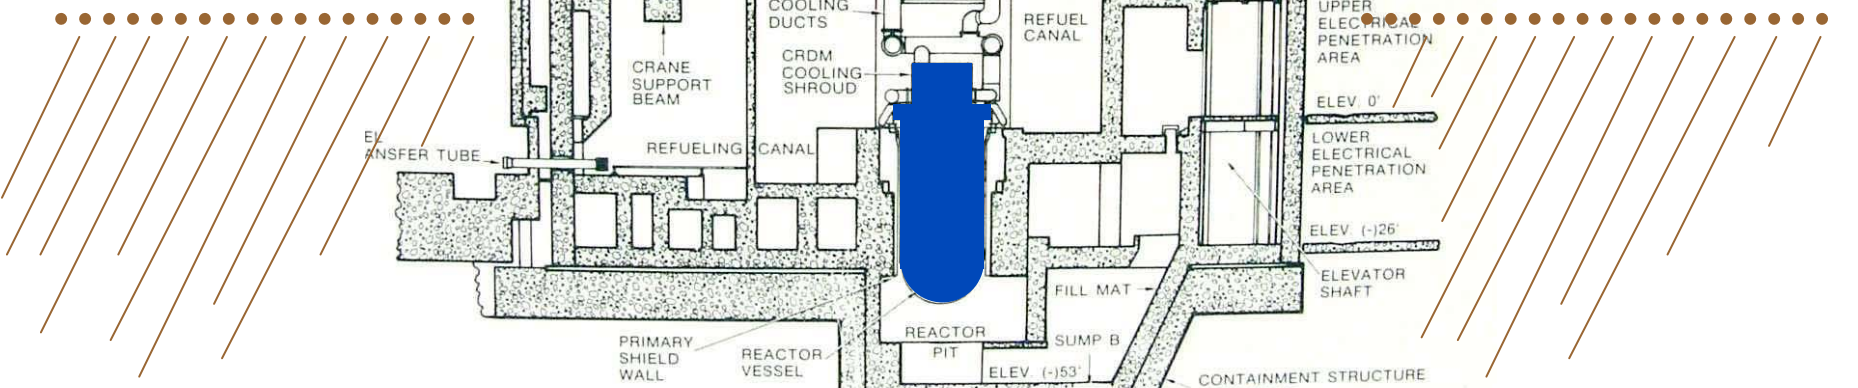 COOLING
DUCTS
REFUEL
CANAL
UPPER
ELECTRICAL
PENETRATION
AREA
CRANE
SUPPORT
BEAM
CRDM
COOLING
SHROUD
ELEV. 0'
EL
ANSFER TUBE
REFUELING CANAL
LOWER
ELECTRICAL
PENETRATION
AREA
ELEV. (-)26'
ELEVATOR
SHAFT
FILL MAT
PRIMARY
SHIELD
WALL
REACTOR
VESSEL
REACTOR
PIT
SUMP B
ELEV. (-)53'
CONTAINMENT STRUCTURE